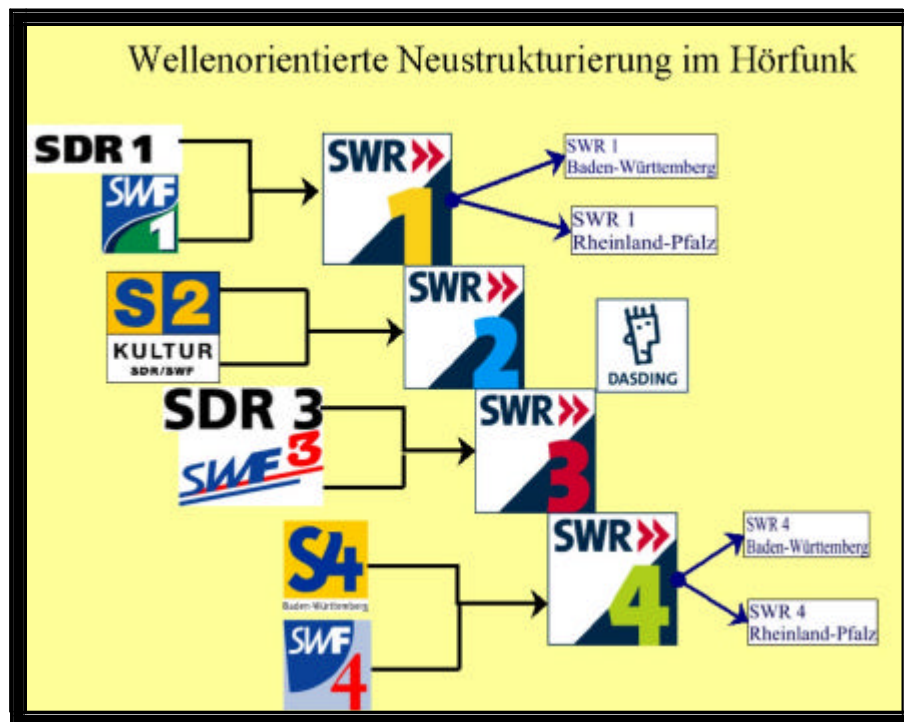 Wellenorientierte Neustrukturierung im Hörfunk
SDR 1
SWF
1
SWR
1
SWR 1
Baden-Württemberg
SWR 1
Rheinland-Pfalz
S2
KULTUR
SDR/SWF
SWR
2
DASDING
SDR 3
SWF3
SWR
3
S4
Baden-Württemberg
SWF
4
SWR
4
SWR 4
Baden-Württemberg
SWR 4
Rheinland-Pfalz